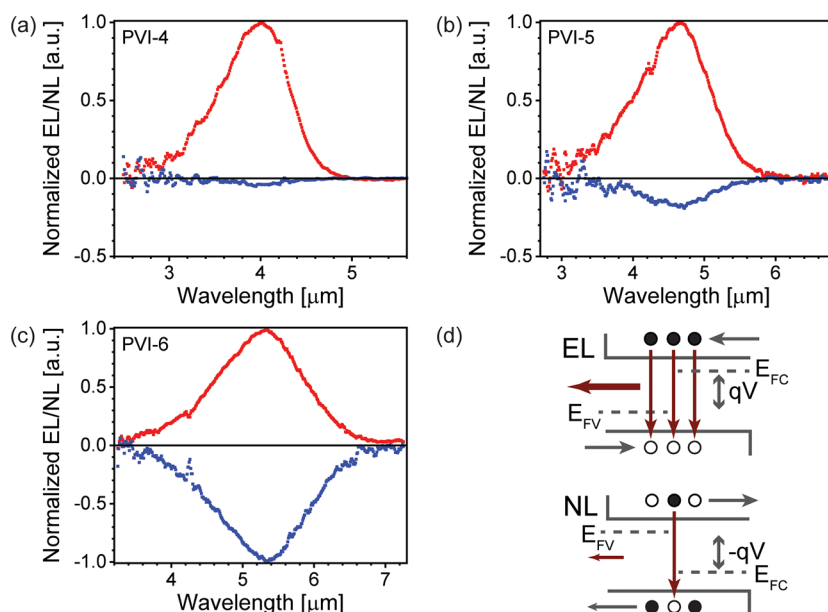 (a)
PVI-4
Normalized EL/NL [a.u.]
1.0
0.5
0.0
-0.5
3
4
5
Wavelength [μm]
(b)
PVI-5
Normalized EL/NL [a.u.]
1.0
0.5
0.0
-0.5
3
4
5
6
Wavelength [μm]
(c)
PVI-6
Normalized EL/NL [a.u.]
1.0
0.5
0.0
-0.5
-1.0
4
5
6
7
Wavelength [μm]
(d)
EL
E_FC
qV
E_FV
NL
E_FV
-qV
E_FC